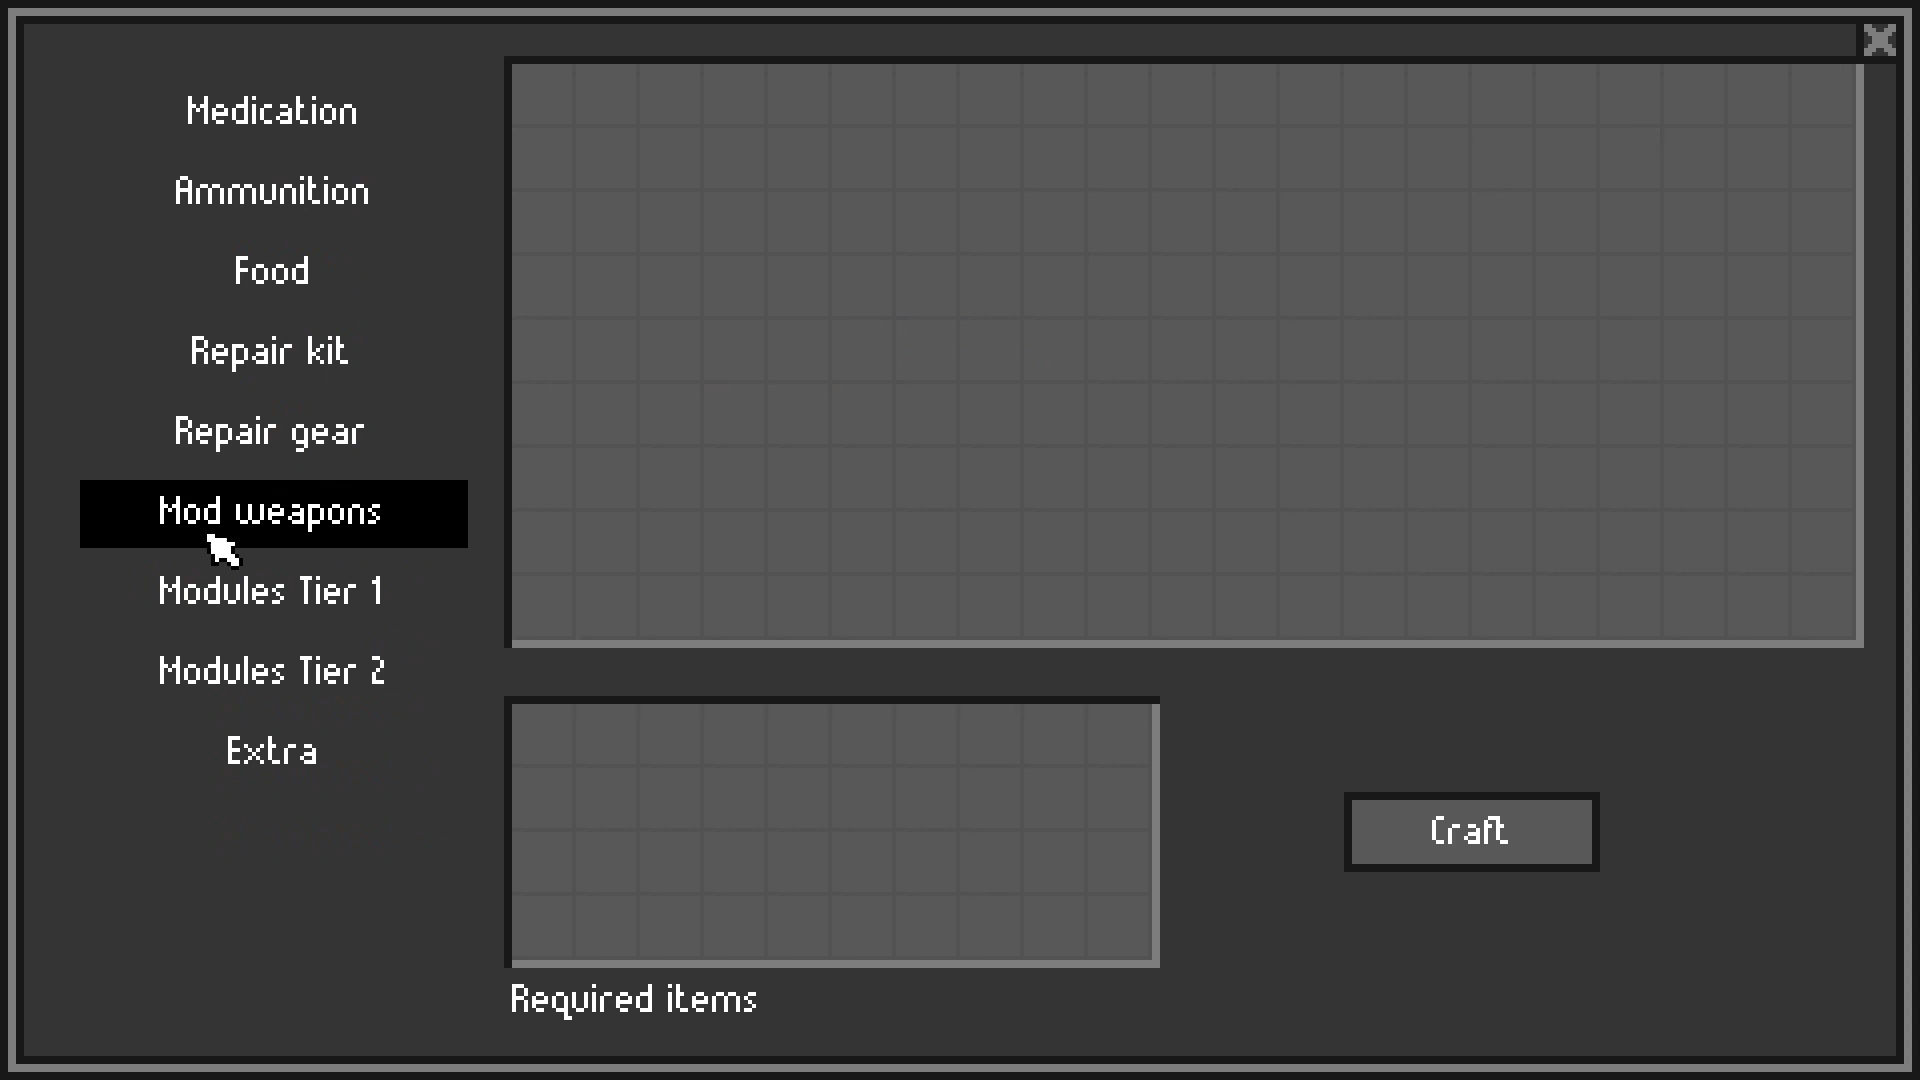 Medication
Ammunition
Food
Repair kit
Repair gear
Mod weapons
Modules Tier 1
Modules Tier 2
Extra
Craft
Required items